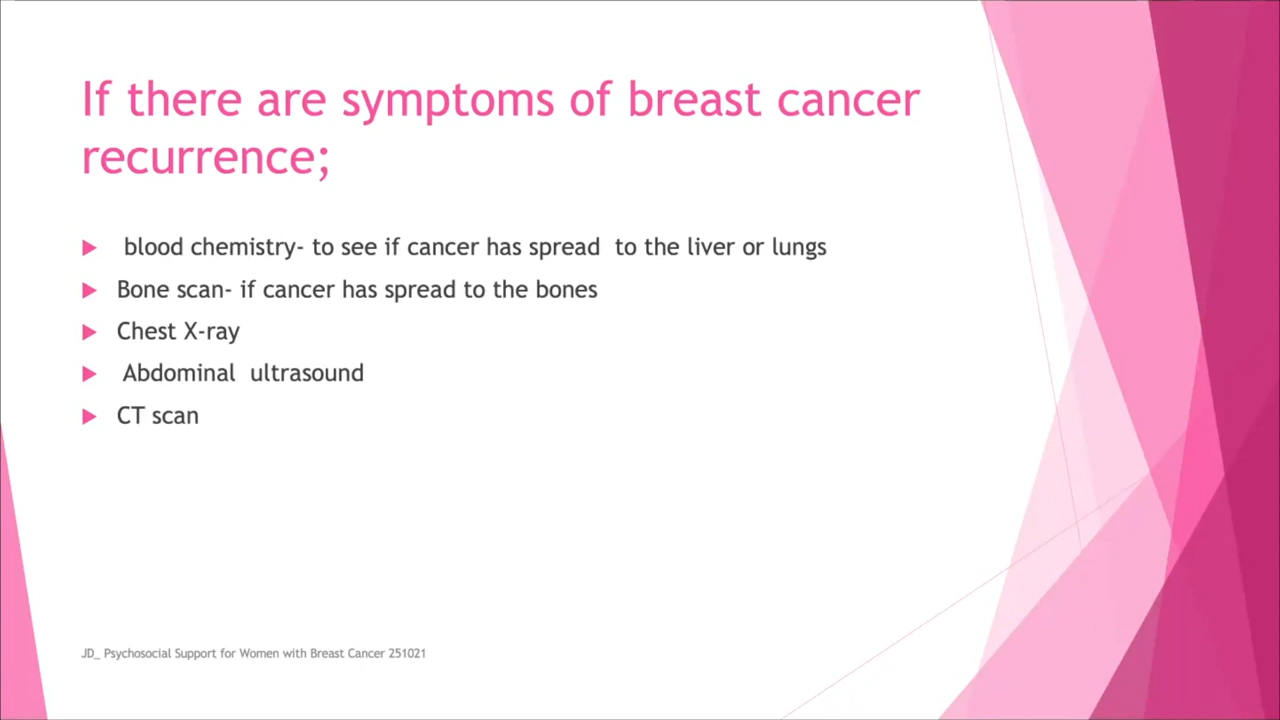 If there are symptoms of breast cancer
recurrence;
blood chemistry- to see if cancer has spread to the liver or lungs
Bone scan- if cancer has spread to the bones
Chest X-ray
Abdominal ultrasound
CT scan
JD_ Psychosocial Support for Women with Breast Cancer 251021